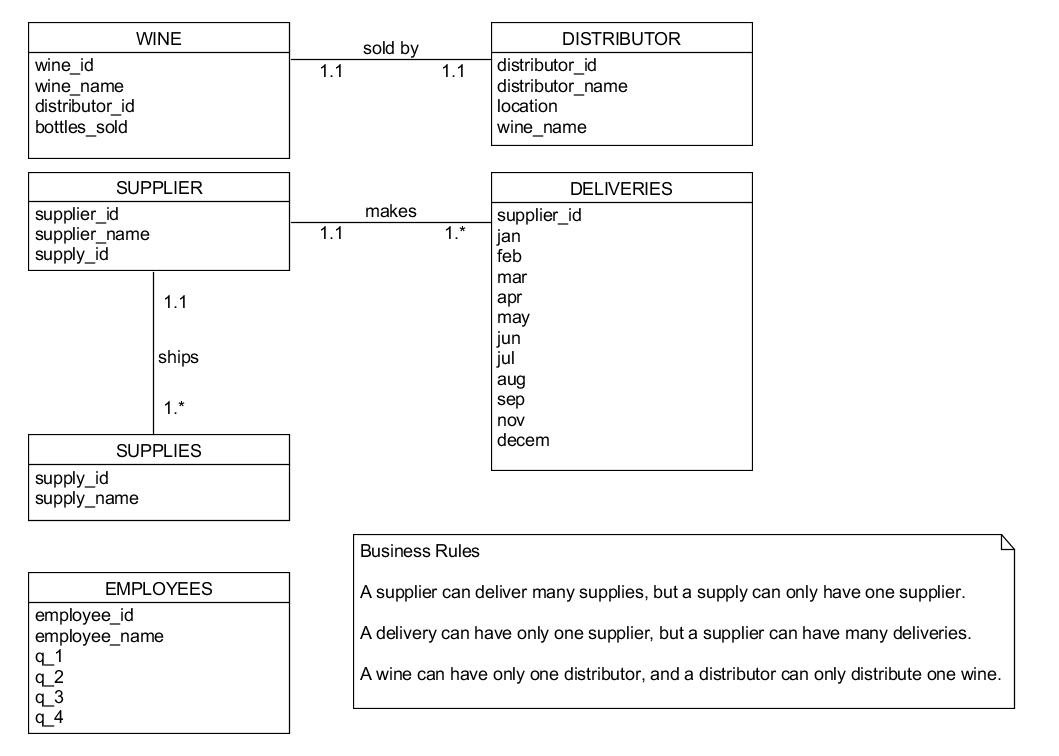 WINE
wine_id
wine_name
distributor_id
bottles_sold
sold by
1.1
1.1
DISTRIBUTOR
distributor_id
distributor_name
location
wine_name
SUPPLIER
supplier_id
supplier_name
supply_id
makes
1.1
1.*
DELIVERIES
supplier_id
jan
feb
mar
apr
may
jun
jul
aug
sep
nov
decem
1.1
ships
1.*
SUPPLIES
supply_id
supply_name
EMPLOYEES
employee_id
employee_name
q_1
q_2
q_3
q_4
Business Rules
A supplier can deliver many supplies, but a supply can only have one supplier.
A delivery can have only one supplier, but a supplier can have many deliveries.
A wine can have only one distributor, and a distributor can only distribute one wine.